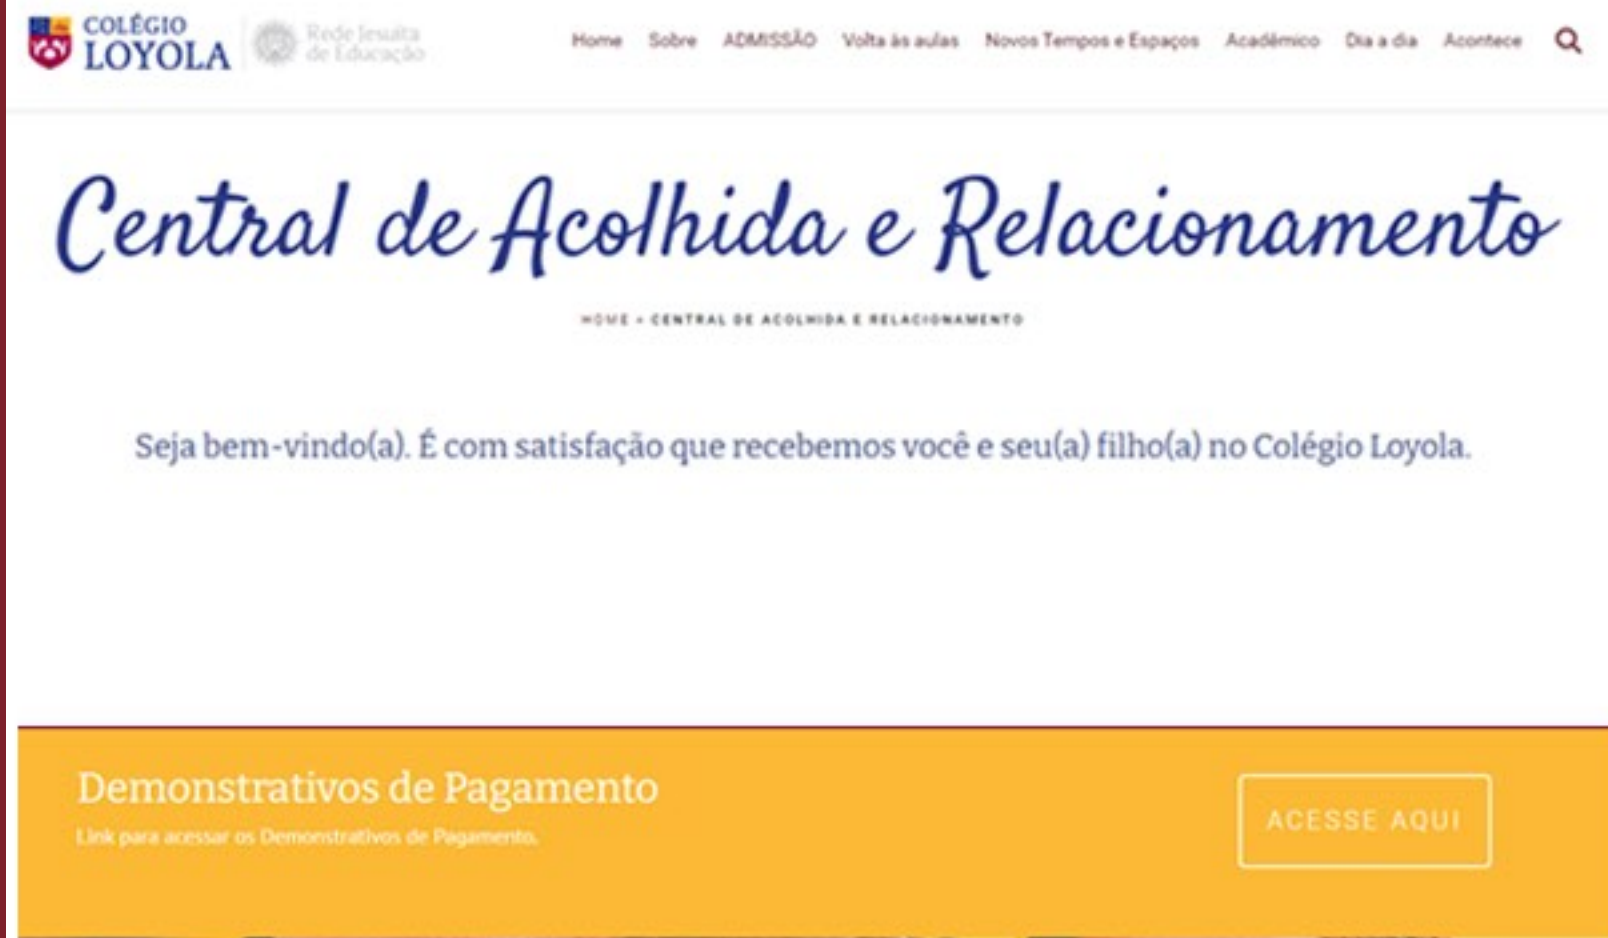 COLÉGIO
LOYOLA
Rede Jesuíta
de Educação
Home Sobre ADMISSÃO Volta às aulas Novos Tempos e Espaços Acadêmico Dia a dia Acontece
Central de Acolhida e Relacionamento
HOME » CENTRAL DE ACOLHIDA E RELACIONAMENTO
Seja bem-vindo(a). É com satisfação que recebemos você e seu(a) filho(a) no Colégio Loyola.
Demonstrativos de Pagamento
Link para acessar os Demonstrativos de Pagamento.
ACESSE AQUI